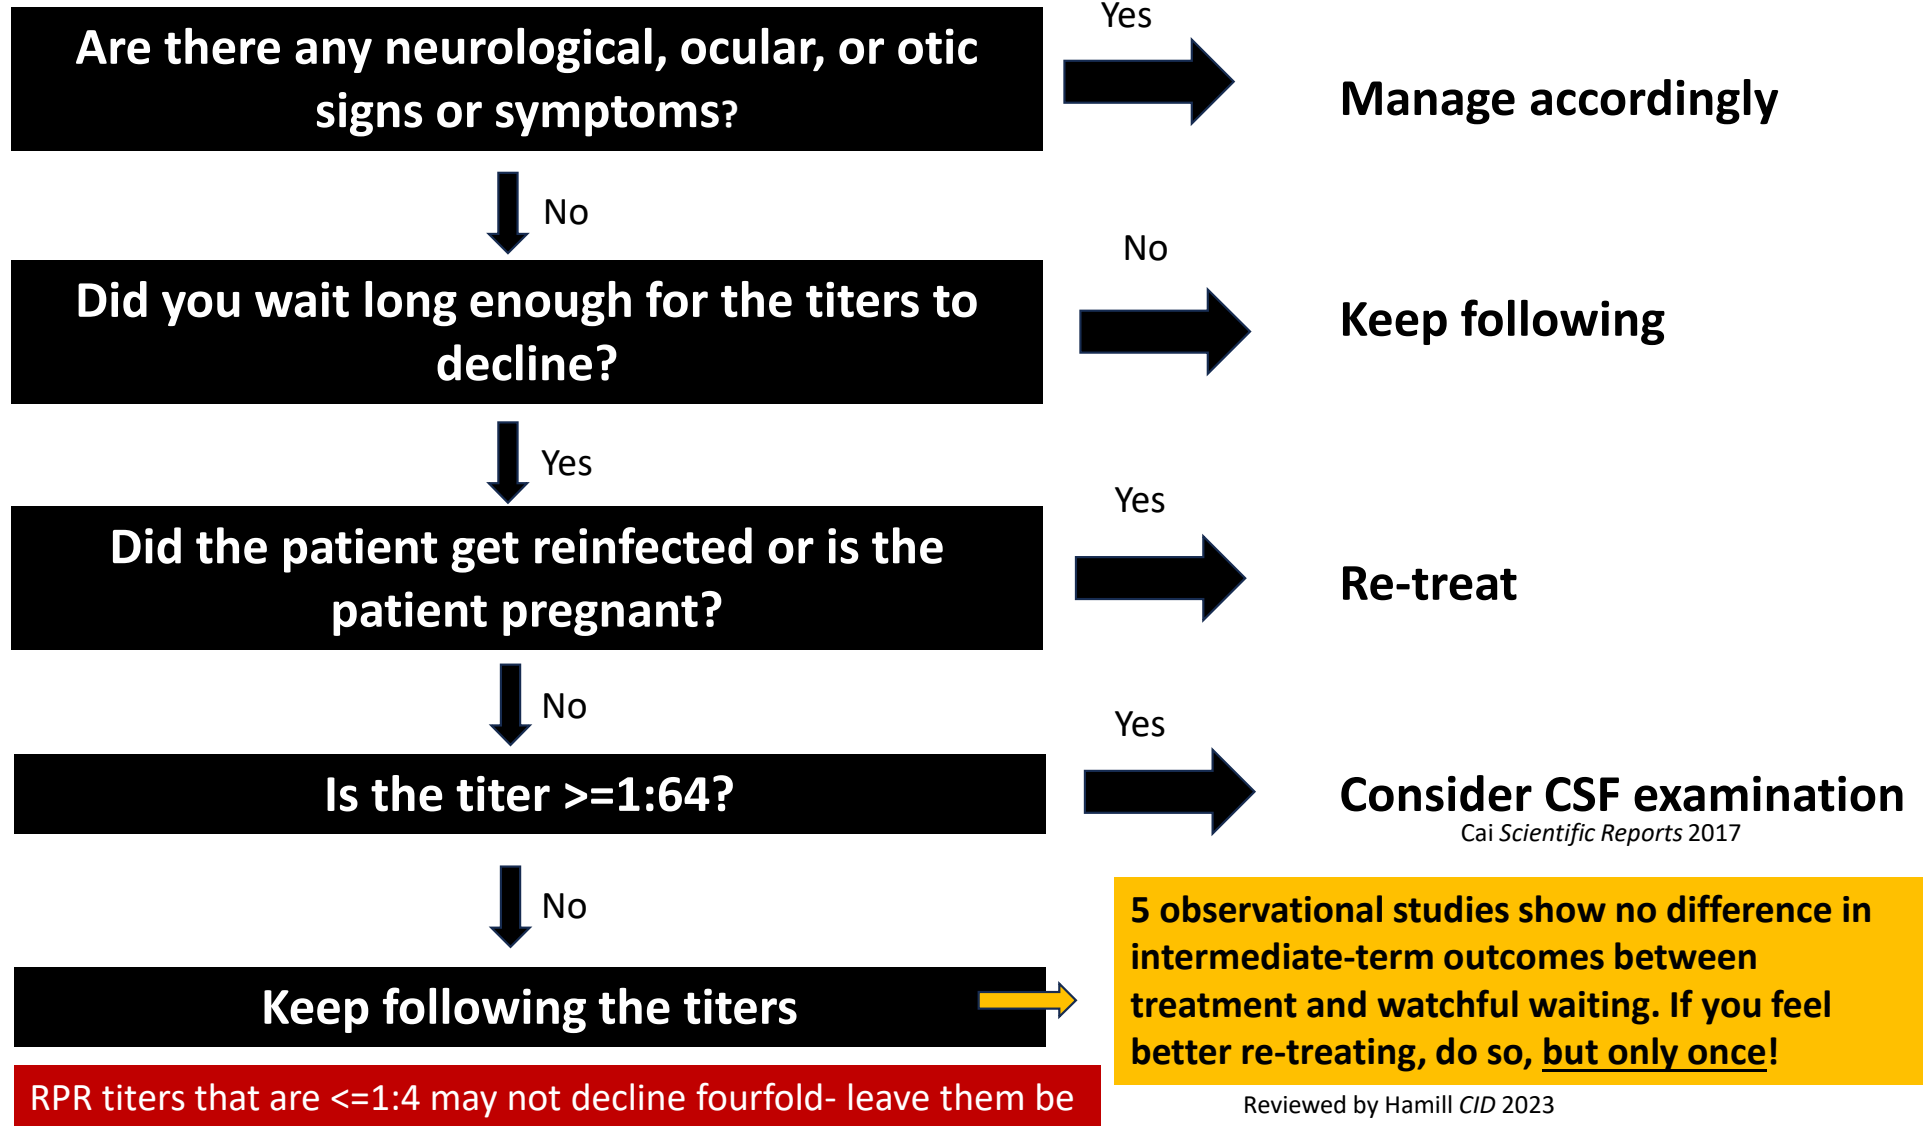 Are there any neurological, ocular, or otic
signs or symptoms?
Yes
Manage accordingly
No
Did you wait long enough for the titers to
decline?
No
Keep following
Yes
Did the patient get reinfected or is the
patient pregnant?
Yes
Re-treat
No
Is the titer >=1:64?
Yes
Consider CSF examination
Cai Scientific Reports 2017
No
Keep following the titers
5 observational studies show no difference in
intermediate-term outcomes between
treatment and watchful waiting. If you feel
better re-treating, do so, but only once!
RPR titers that are <=1:4 may not decline fourfold- leave them be
Reviewed by Hamill CID 2023